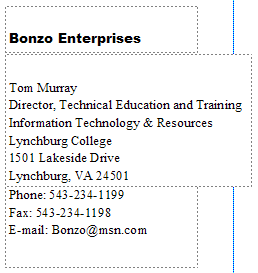 Bonzo Enterprises
Tom Murray
Director, Technical Education and Training
Information Technology & Resources
Lynchburg College
1501 Lakeside Drive
Lynchburg, VA 24501
Phone: 543-234-1199
Fax: 543-234-1198
E-mail: Bonzo@msn.com